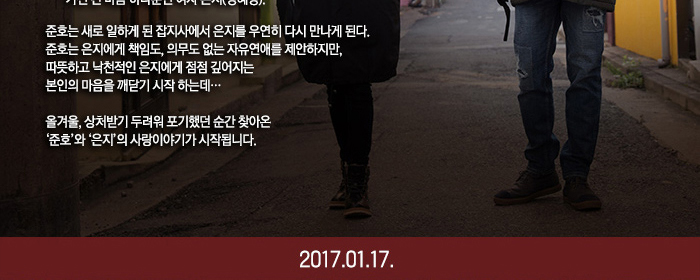 준호는 새로 일하게 된 잡지사에서 은지를 우연히 다시 만나게 된다.
준호는 은지에게 책임도, 의무도 없는 자유연애를 제안하지만,
따뜻하고 낙천적인 은지에게 점점 깊어지는
본인의 마음을 깨닫기 시작 하는데…
올겨울, 상처받기 두려워 포기했던 순간 찾아온
‘준호’와 ‘은지’의 사랑이야기가 시작됩니다.
2017.01.17.